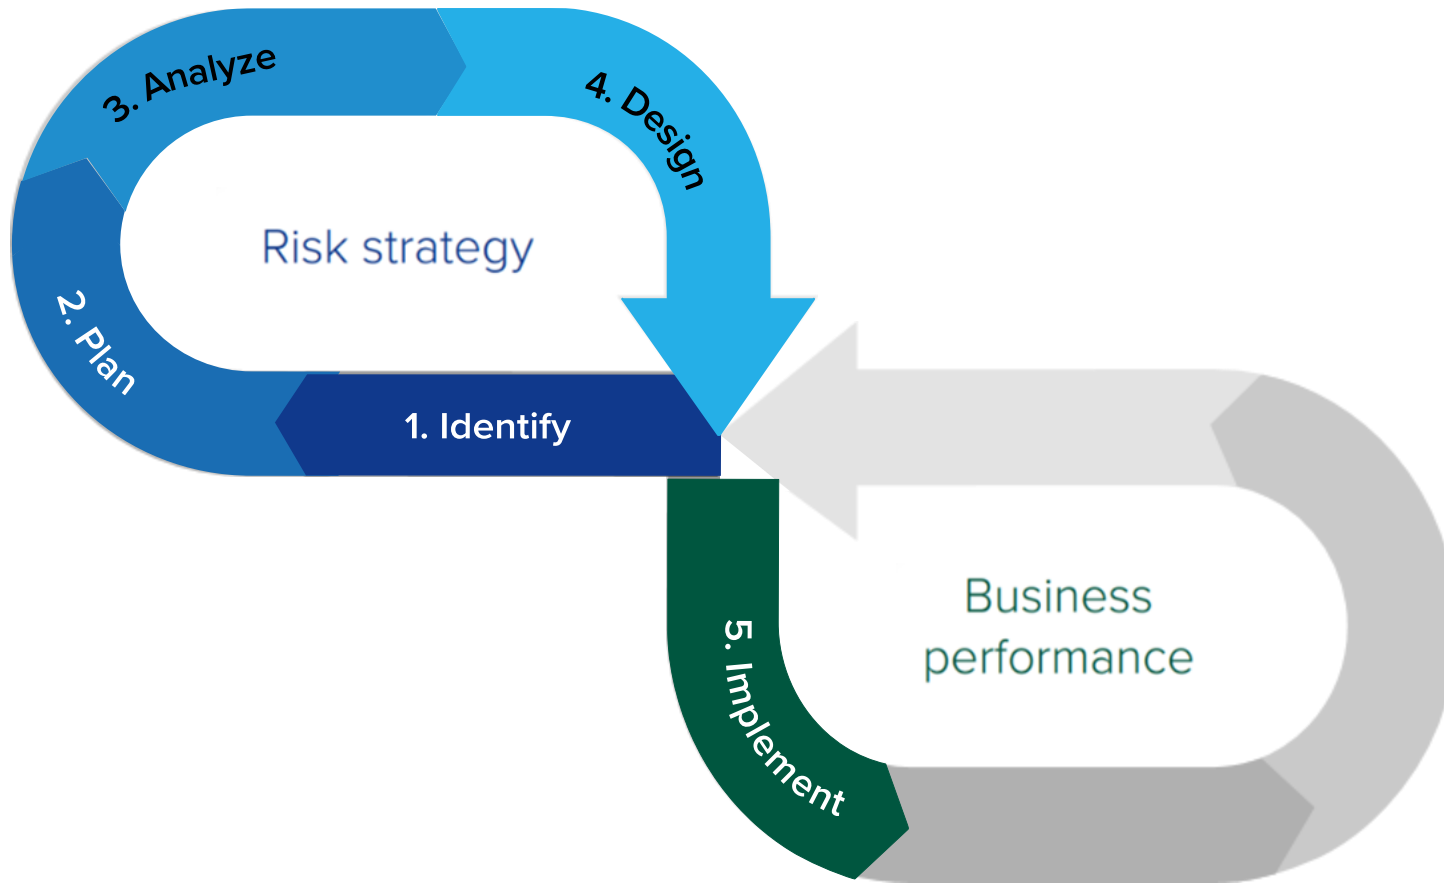 3. Analyze
4. Design
Risk strategy
2. Plan
1. Identify
Business
performance
5. Implement